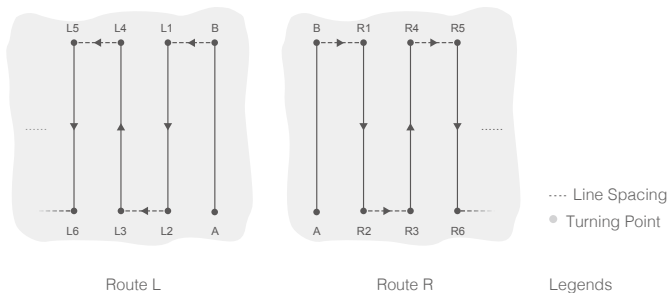 L5 L4 L1 B
B R1 R4 R5
L6 L3 L2 A
A R2 R3 R6
Line Spacing
Turning Point
Route L
Route R
Legends